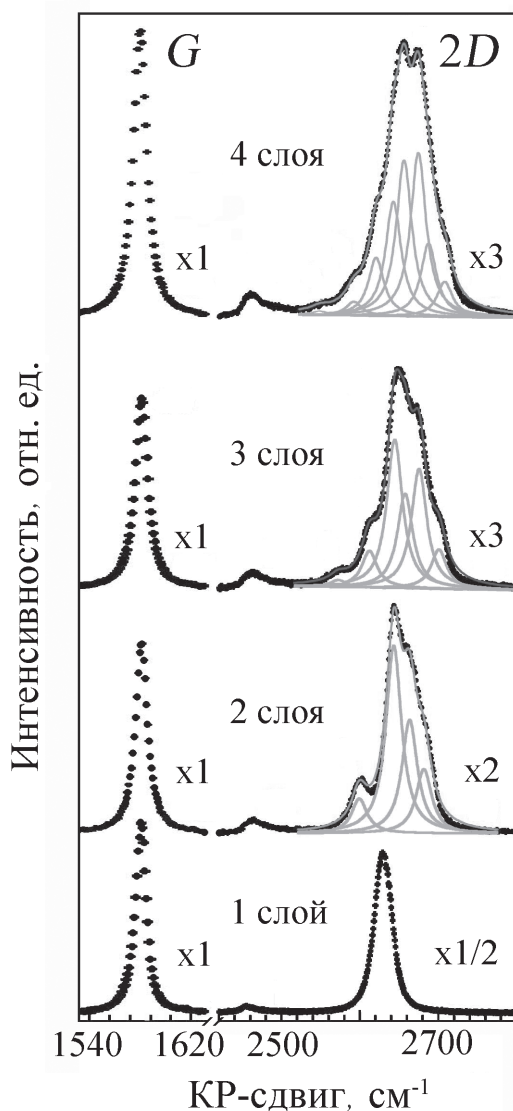 G 2D
4 слоя
x1 x3
3 слоя
x1 x3
2 слоя
x1 x2
1 слой
x1 x1/2
Интенсивность, отн. ед.
1540 1620 2500 2700
КР-сдвиг, см⁻¹